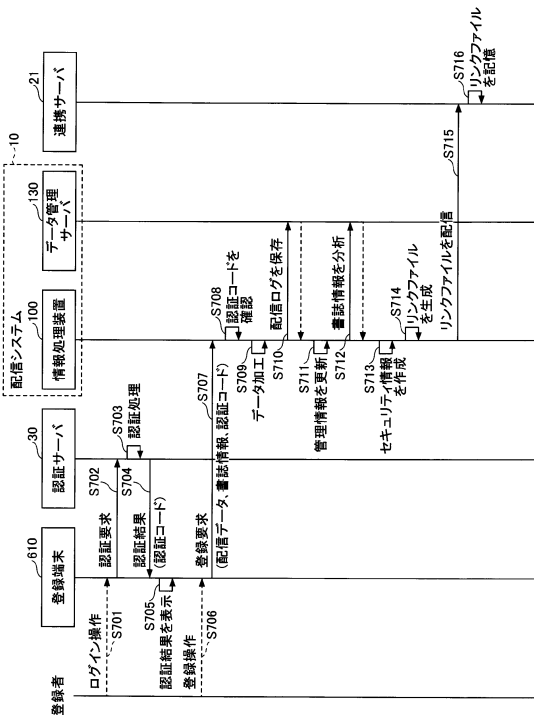 登録者
610
登録端末
30
認証サーバ
配信システム
10
100
情報処理装置
130
データ管理
サーバ
21
連携サーバ
ログイン操作
S701
認証要求
S702
S703
認証処理
S704
認証結果
(認証コード)
S705
認証結果を表示
登録操作
S706
登録要求
S707
(配信データ、書誌情報、認証コード)
S708
認証コードを
確認
S709
データ加工
S710
配信ログを保存
S711
管理情報を更新
S712
書誌情報を分析
S713
セキュリティ情報
を作成
S714
リンクファイル
を生成
S715
リンクファイルを配信
S716
リンクファイル
を記憶